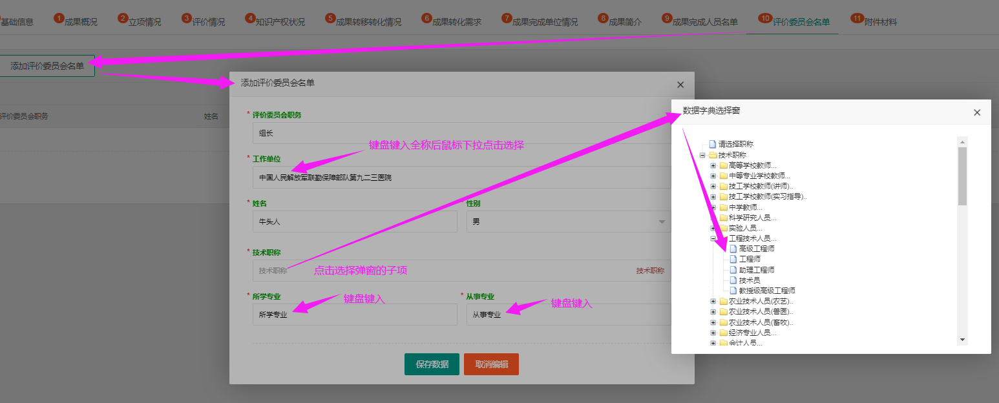 基础信息
1 成果概况
2 立项情况
3 评价情况
4 知识产权状况
5 成果转移转化情况
6 成果转化需求
7 成果完成单位情况
8 成果简介
9 成果完成人员名单
10 评价委员会名单
11 附件材料
添加评价委员会名单
评价委员会职务
姓名
添加评价委员会名单
* 评价委员会职务
组长
键盘键入全称后鼠标下拉点击选择
* 工作单位
中国人民解放军联勤保障部队第九二三医院
* 姓名
性别
牛头人
男
* 技术职称
技术职称
点击选择弹窗的子项
技术职称
* 所学专业
键盘键入
* 从事专业
键盘键入
所学专业
从事专业
保存数据
取消编辑
数据字典选择窗
请选择职称
技术职称
高等学校教师...
中等专业学校教师...
技工学校教师(讲师)..
技工学校教师(实习指导)..
中学教师...
科学研究人员...
实验人员...
工程技术人员...
高级工程师
工程师
助理工程师
技术员
教授级高级工程师
农业技术人员(农艺)..
农业技术人员(兽医)..
农业技术人员(畜牧)..
经济专业人员...
会计人员...